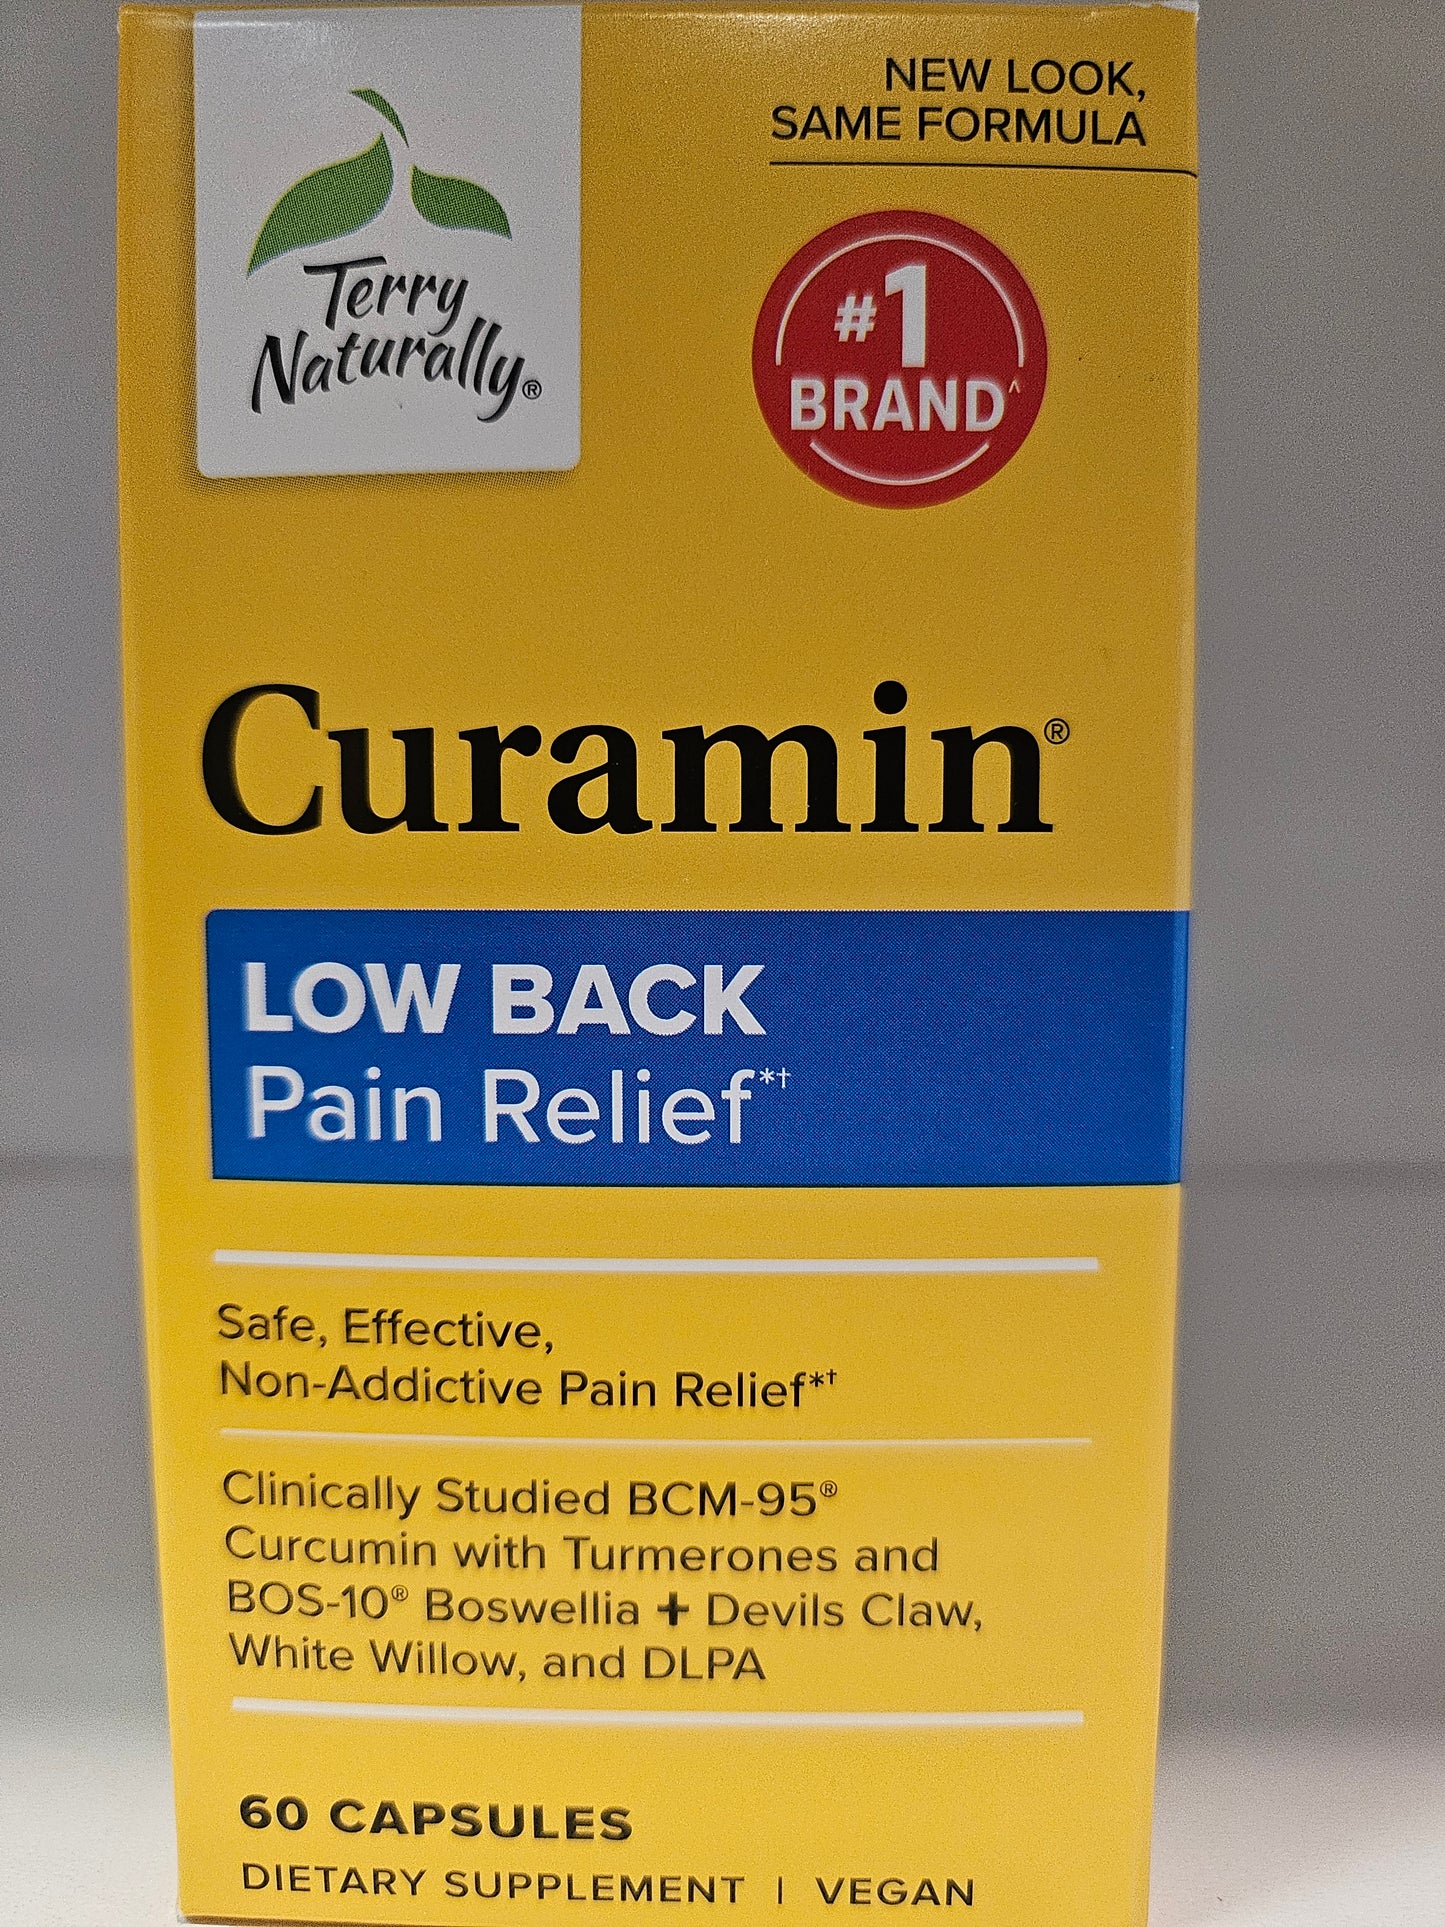 Terry
Naturally®
NEW LOOK,
SAME FORMULA
#1
BRAND^
Curamin®
LOW BACK
Pain Relief*†
Safe, Effective,
Non-Addictive Pain Relief*†
Clinically Studied BCM-95®
Curcumin with Turmerones and
BOS-10® Boswellia + Devils Claw,
White Willow, and DLPA
60 CAPSULES
DIETARY SUPPLEMENT | VEGAN